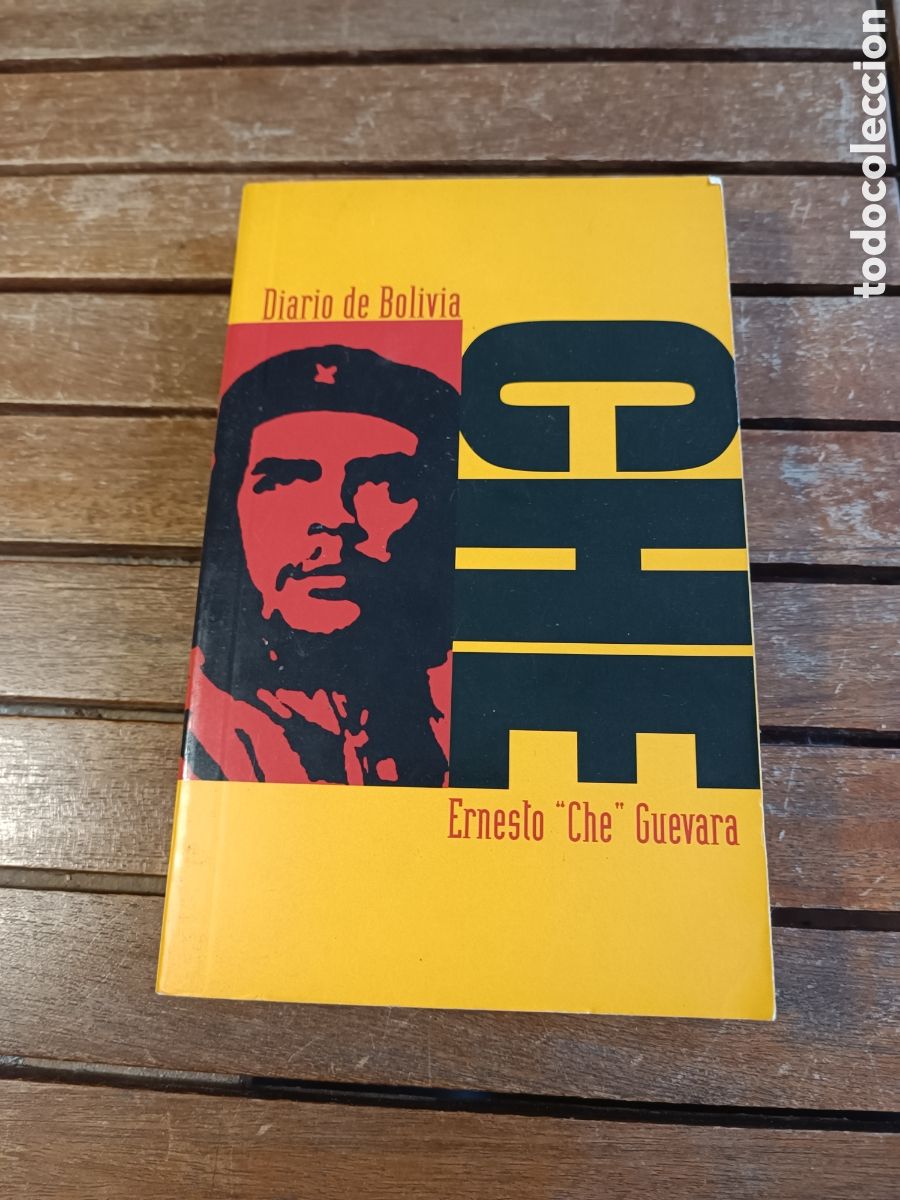 todocoleccion
Diario de Bolivia
CHE
Ernesto "Che" Guevara